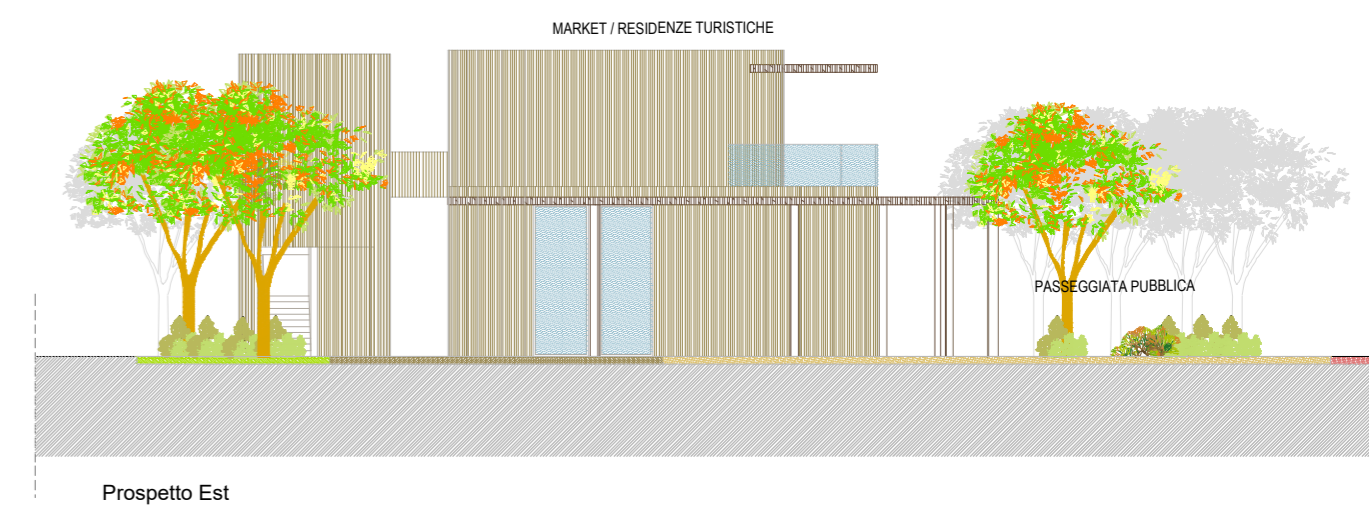 MARKET / RESIDENZE TURISTICHE
PASSEGGIATA PUBBLICA
Prospetto Est